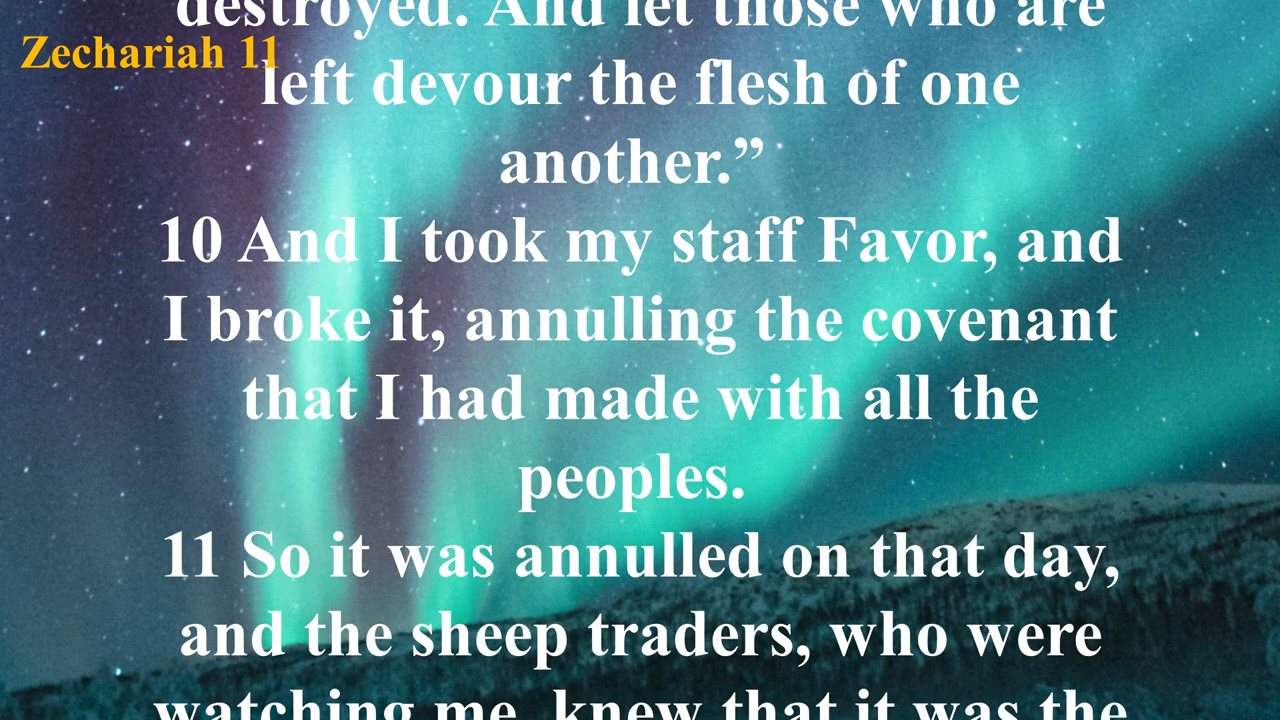 destroyed. And let those who are
Zechariah 11
left devour the flesh of one
another.”
10 And I took my staff Favor, and
I broke it, annulling the covenant
that I had made with all the
peoples.
11 So it was annulled on that day,
and the sheep traders, who were
watching me, knew that it was the